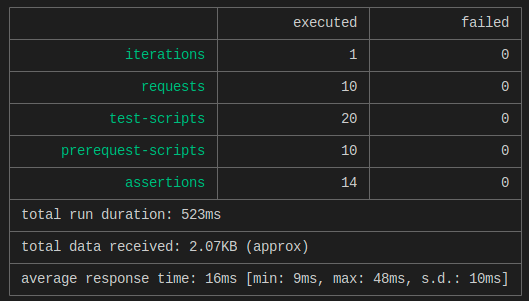 executed failed
iterations 1 0
requests 10 0
test-scripts 20 0
prerequest-scripts 10 0
assertions 14 0
total run duration: 523ms
total data received: 2.07KB (approx)
average response time: 16ms [min: 9ms, max: 48ms, s.d.: 10ms]